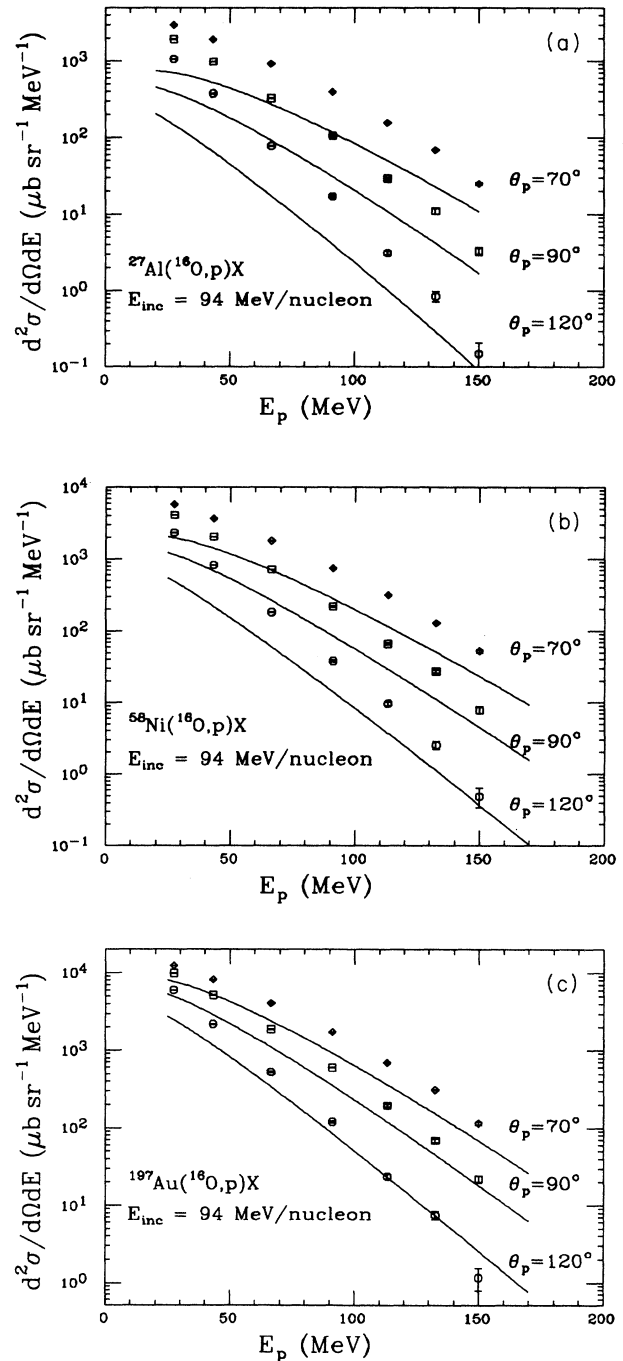 (a)
10³
10²
10¹
10⁰
10⁻¹
d²σ/dΩdE (μb sr⁻¹ MeV⁻¹)
θₚ=70°
θₚ=90°
θₚ=120°
²⁷Al(¹⁶O,p)X
E_inc = 94 MeV/nucleon
0 50 100 150 200
Eₚ (MeV)
(b)
10⁴
10³
10²
10¹
10⁰
10⁻¹
d²σ/dΩdE (μb sr⁻¹ MeV⁻¹)
θₚ=70°
θₚ=90°
θₚ=120°
⁵⁸Ni(¹⁶O,p)X
E_inc = 94 MeV/nucleon
0 50 100 150 200
Eₚ (MeV)
(c)
10⁴
10³
10²
10¹
10⁰
d²σ/dΩdE (μb sr⁻¹ MeV⁻¹)
θₚ=70°
θₚ=90°
θₚ=120°
¹⁹⁷Au(¹⁶O,p)X
E_inc = 94 MeV/nucleon
0 50 100 150 200
Eₚ (MeV)